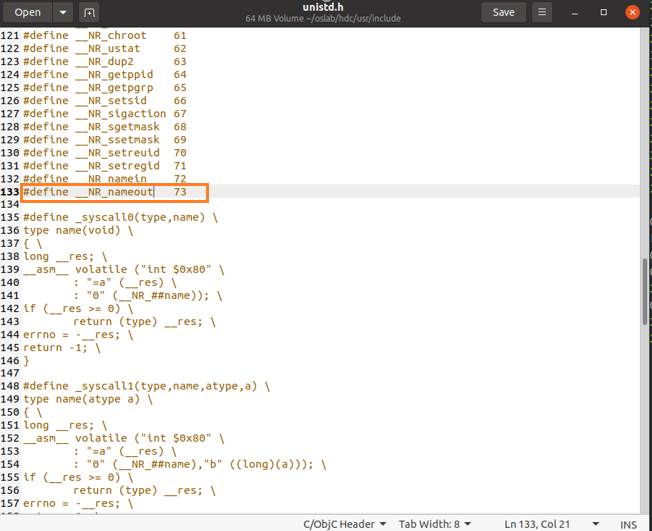 Open
unistd.h
64 MB Volume ~/oslab/hdc/usr/include
Save
121 #define __NR_chroot 61
122 #define __NR_ustat 62
123 #define __NR_dup2 63
124 #define __NR_getppid 64
125 #define __NR_getpgrp 65
126 #define __NR_setsid 66
127 #define __NR_sigaction 67
128 #define __NR_sgetmask 68
129 #define __NR_ssetmask 69
130 #define __NR_setreuid 70
131 #define __NR_setregid 71
132 #define __NR_namein 72
133 #define __NR_nameout 73
134
135 #define _syscall0(type,name) \
136 type name(void) \
137 { \
138 long __res; \
139 __asm__ volatile ("int $0x80" \
140 : "=a" (__res) \
141 : "0" (__NR_##name)); \
142 if (__res >= 0) \
143 return (type) __res; \
144 errno = -__res; \
145 return -1; \
146 }
147
148 #define _syscall1(type,name,atype,a) \
149 type name(atype a) \
150 { \
151 long __res; \
152 __asm__ volatile ("int $0x80" \
153 : "=a" (__res) \
154 : "0" (__NR_##name),"b" ((long)(a))); \
155 if (__res >= 0) \
156 return (type) __res; \
157 errno = -__res; \
C/ObjC Header Tab Width: 8 Ln 133, Col 21 INS